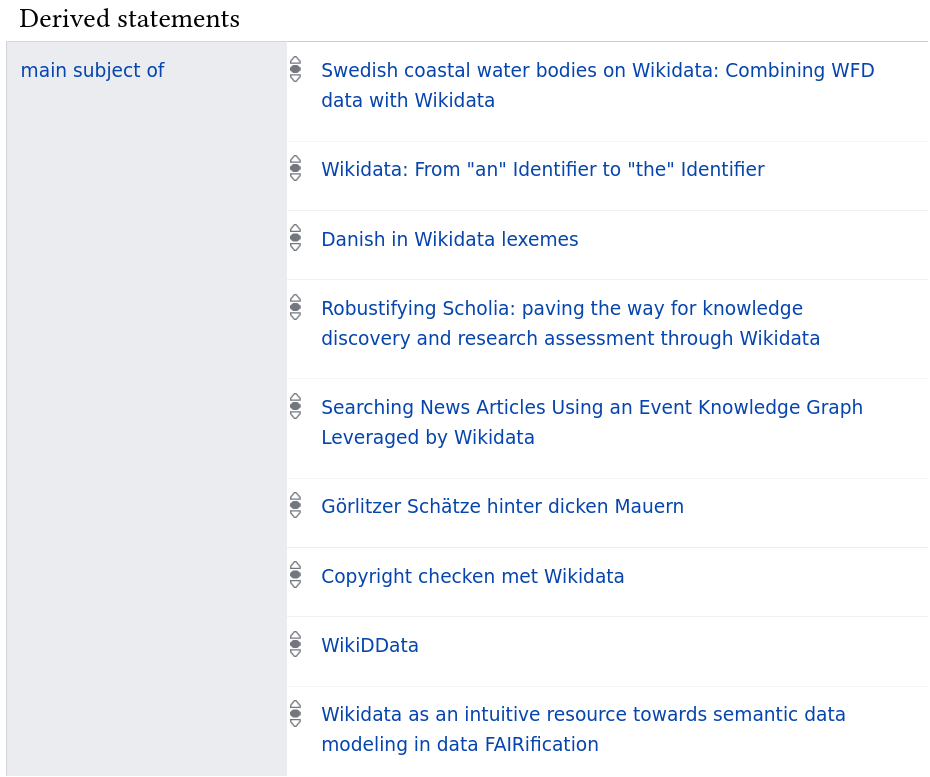 Derived statements
main subject of
Swedish coastal water bodies on Wikidata: Combining WFD
data with Wikidata
Wikidata: From "an" Identifier to "the" Identifier
Danish in Wikidata lexemes
Robustifying Scholia: paving the way for knowledge
discovery and research assessment through Wikidata
Searching News Articles Using an Event Knowledge Graph
Leveraged by Wikidata
Görlitzer Schätze hinter dicken Mauern
Copyright checken met Wikidata
WikiDData
Wikidata as an intuitive resource towards semantic data
modeling in data FAIRification